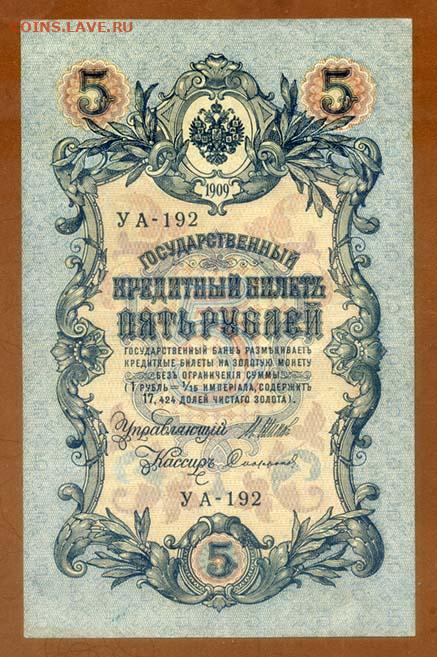 COINS.LAVE.RU
5 5
1909
УА-192
ГОСУДАРСТВЕННЫЙ
КРЕДИТНЫЙ БИЛЕТЪ
ПЯТЬ РУБЛЕЙ
ГОСУДАРСТВЕННЫЙ БАНКЪ РАЗМѢНИВАЕТЪ
КРЕДИТНЫЕ БИЛЕТЫ НА ЗОЛОТУЮ МОНЕТУ
БЕЗЪ ОГРАНИЧЕНІЯ СУММЫ
(1 РУБЛЬ = 1/15 ИМПЕРІАЛА, СОДЕРЖИТЪ
17,424 ДОЛЕЙ ЧИСТАГО ЗОЛОТА).
Управляющій
Кассиръ
УА-192
5